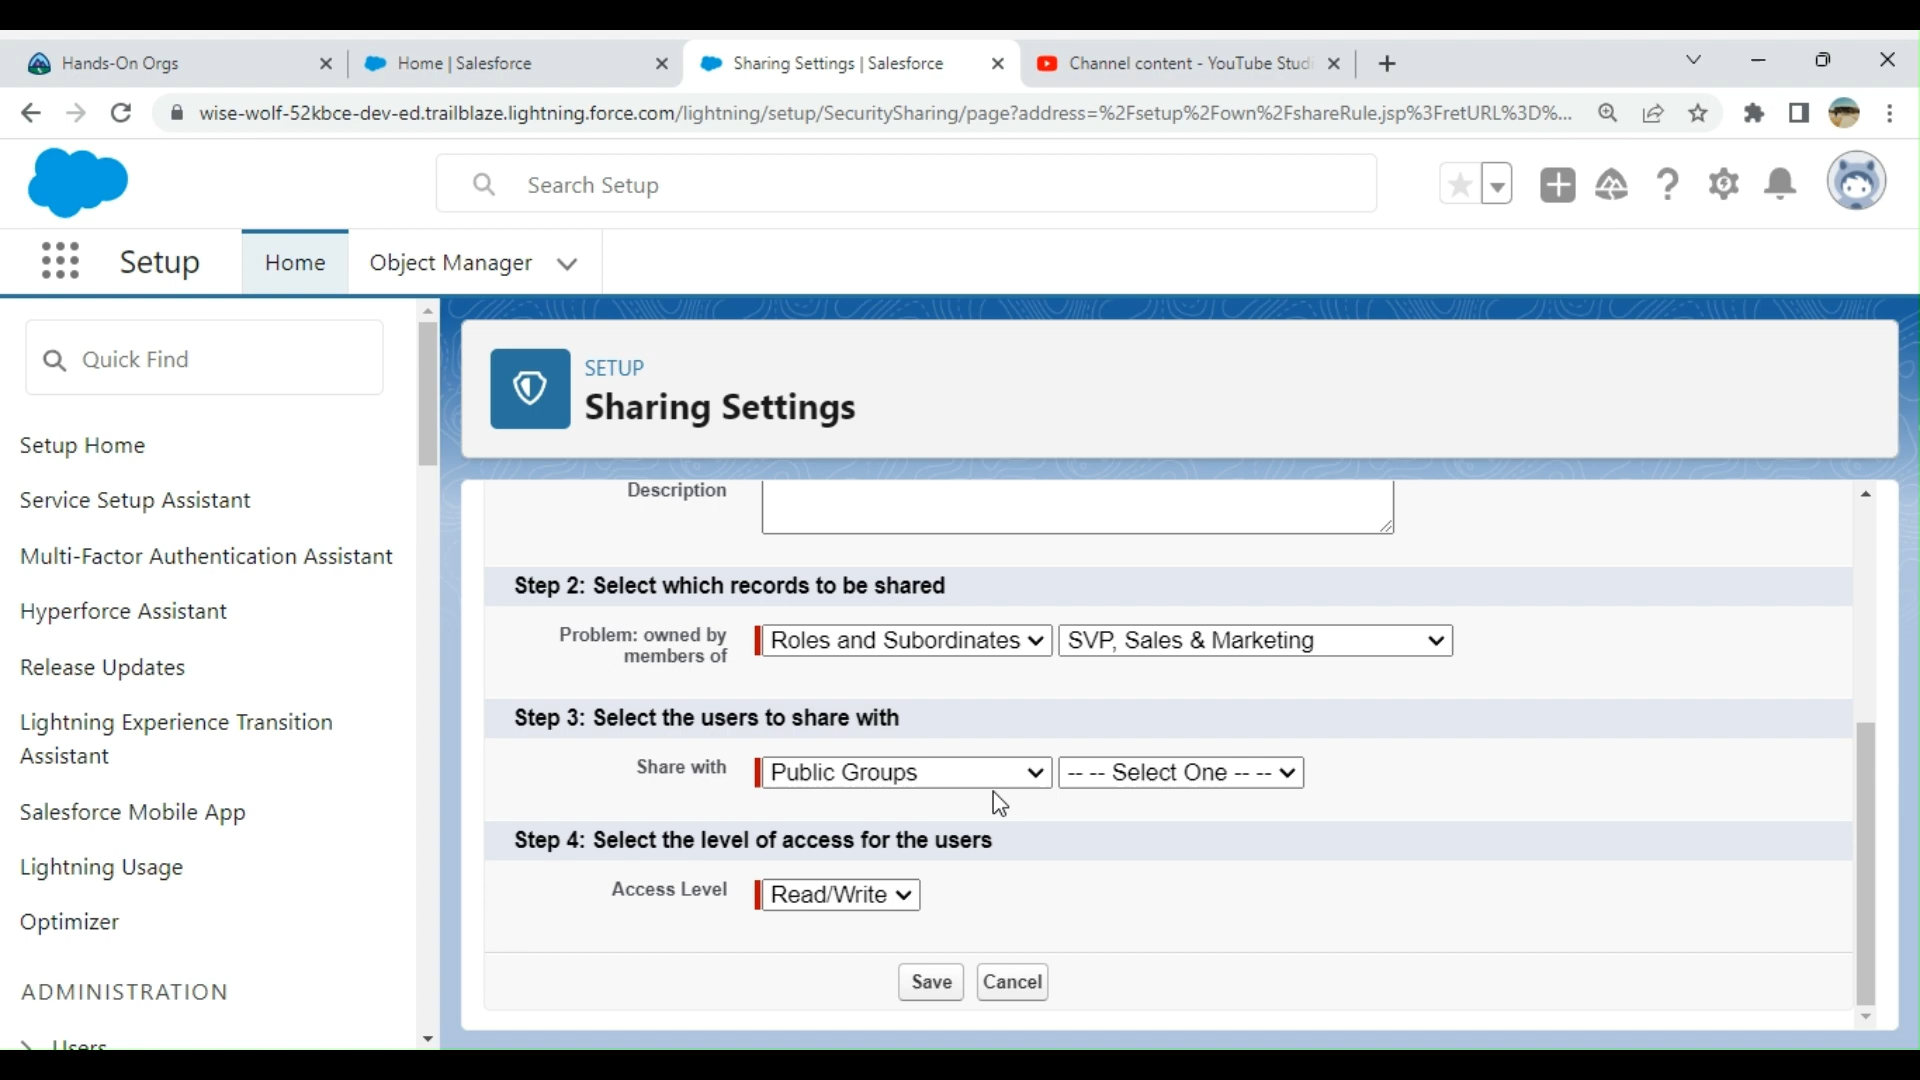 Hands-On Orgs
Home | Salesforce
Sharing Settings | Salesforce
Channel content - YouTube Studi
wise-wolf-52kbce-dev-ed.trailblaze.lightning.force.com/lightning/setup/SecuritySharing/page?address=%2Fsetup%2Fown%2FshareRule.jsp%3FretURL%3D%...
Search Setup
Setup
Home
Object Manager
Quick Find
Setup Home
Service Setup Assistant
Multi-Factor Authentication Assistant
Hyperforce Assistant
Release Updates
Lightning Experience Transition
Assistant
Salesforce Mobile App
Lightning Usage
Optimizer
ADMINISTRATION
Users
SETUP
Sharing Settings
Description
Step 2: Select which records to be shared
Problem: owned by
members of
Roles and Subordinates
SVP, Sales & Marketing
Step 3: Select the users to share with
Share with
Public Groups
-- -- Select One -- --
Step 4: Select the level of access for the users
Access Level
Read/Write
Save
Cancel